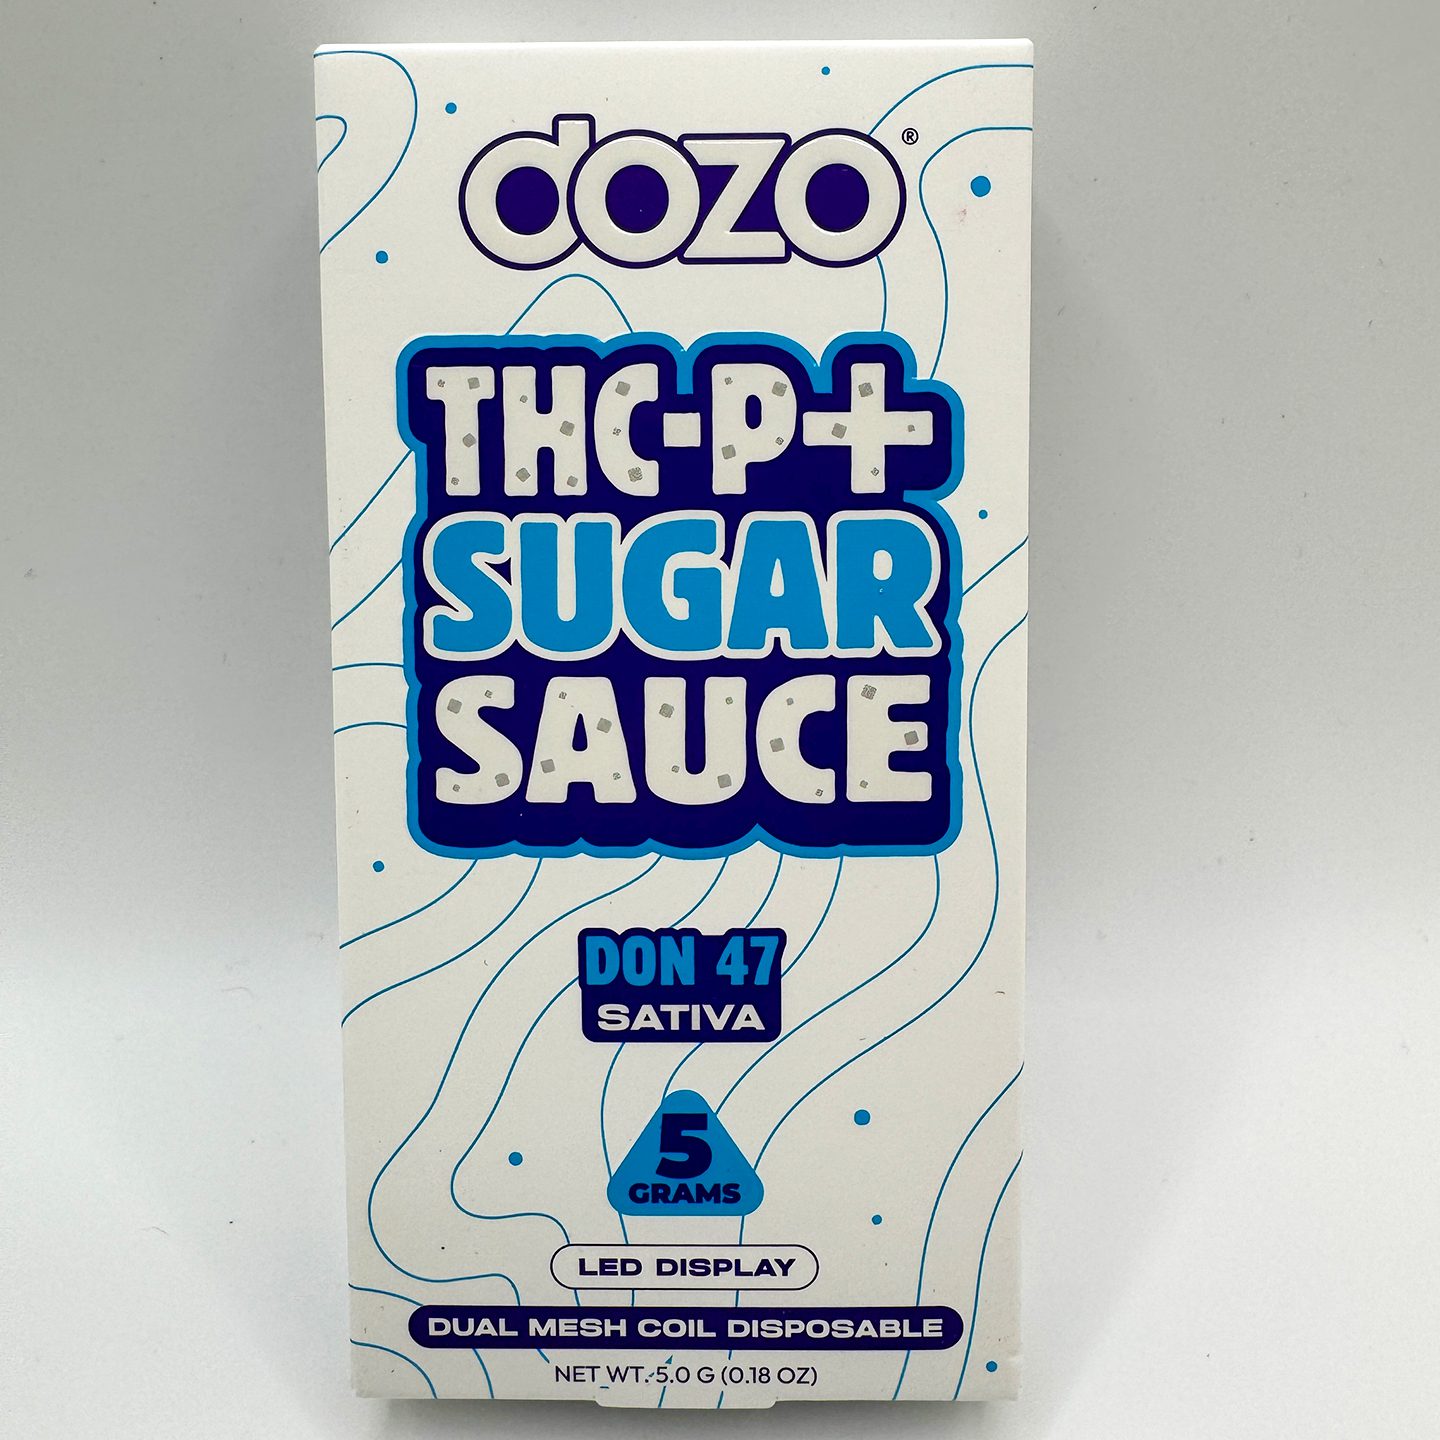 dozo®
THC-P+
SUGAR
SAUCE
DON 47
SATIVA
5
GRAMS
LED DISPLAY
DUAL MESH COIL DISPOSABLE
NET WT. 5.0 G (0.18 OZ)